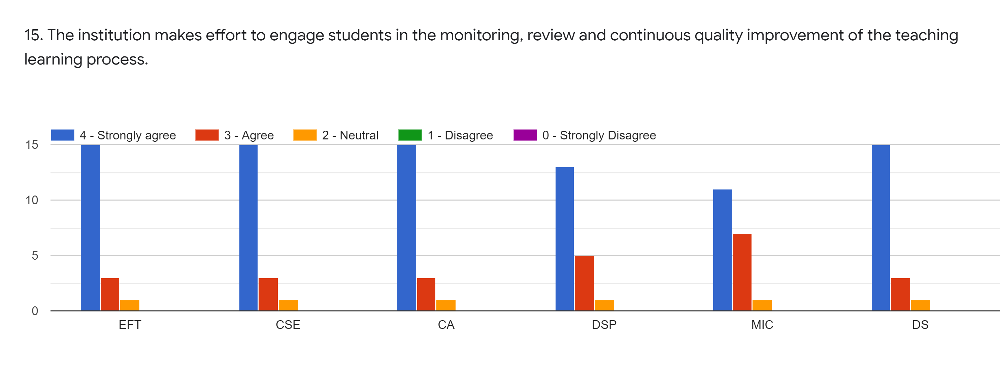 15. The institution makes effort to engage students in the monitoring, review and continuous quality improvement of the teaching
learning process.
4 - Strongly agree 3 - Agree 2 - Neutral 1 - Disagree 0 - Strongly Disagree
15
10
5
0
EFT CSE CA DSP MIC DS